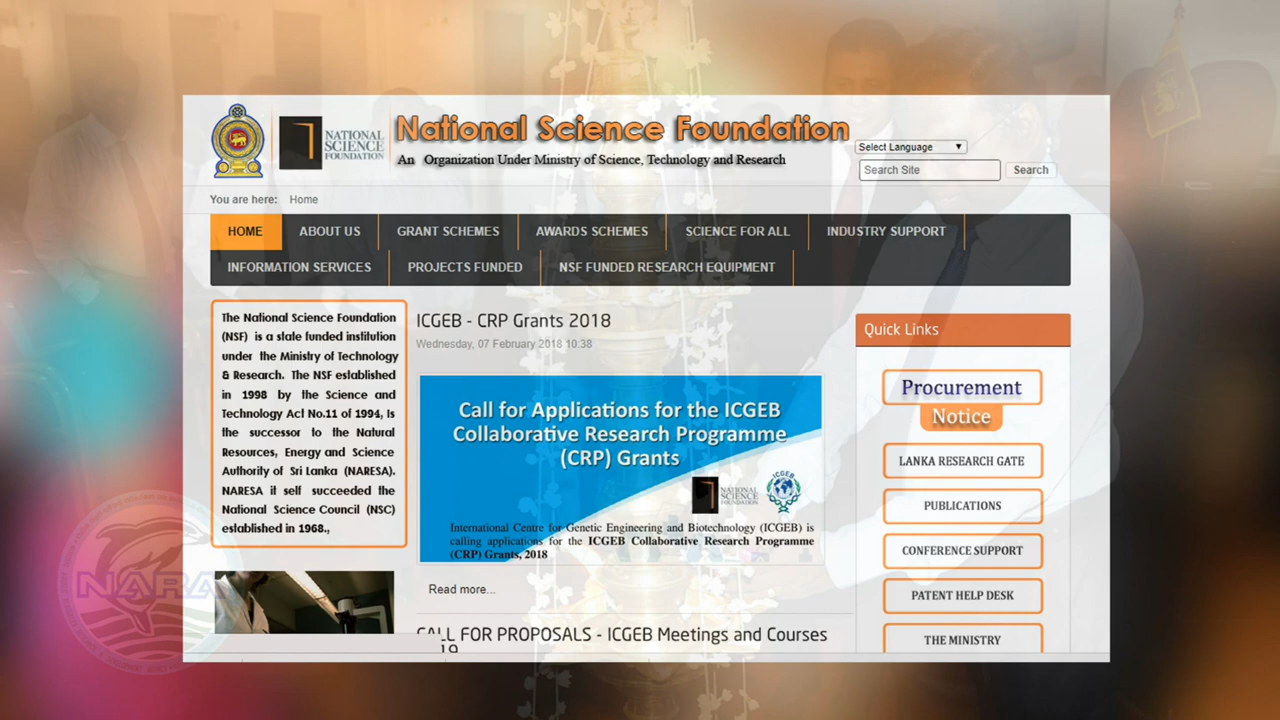 NATIONAL
SCIENCE
FOUNDATION
National Science Foundation
An Organization Under Ministry of Science, Technology and Research
Select Language
Search Site
Search
You are here: Home
HOME
ABOUT US
GRANT SCHEMES
AWARDS SCHEMES
SCIENCE FOR ALL
INDUSTRY SUPPORT
INFORMATION SERVICES
PROJECTS FUNDED
NSF FUNDED RESEARCH EQUIPMENT
The National Science Foundation
(NSF) is a state funded institution
under the Ministry of Technology
& Research. The NSF established
in 1998 by the Science and
Technology Act No.11 of 1994, is
the successor to the Natural
Resources, Energy and Science
Authority of Sri Lanka (NARESA).
NARESA it self succeeded the
National Science Council (NSC)
established in 1968.,
ICGEB - CRP Grants 2018
Wednesday, 07 February 2018 10:38
Call for Applications for the ICGEB
Collaborative Research Programme
(CRP) Grants
NATIONAL
SCIENCE
FOUNDATION
ICGEB
International Centre for Genetic Engineering and Biotechnology (ICGEB) is
calling applications for the ICGEB Collaborative Research Programme
(CRP) Grants, 2018
Read more...
CALL FOR PROPOSALS - ICGEB Meetings and Courses
19
Quick Links
Procurement
Notice
LANKA RESEARCH GATE
PUBLICATIONS
CONFERENCE SUPPORT
PATENT HELP DESK
THE MINISTRY
NARA